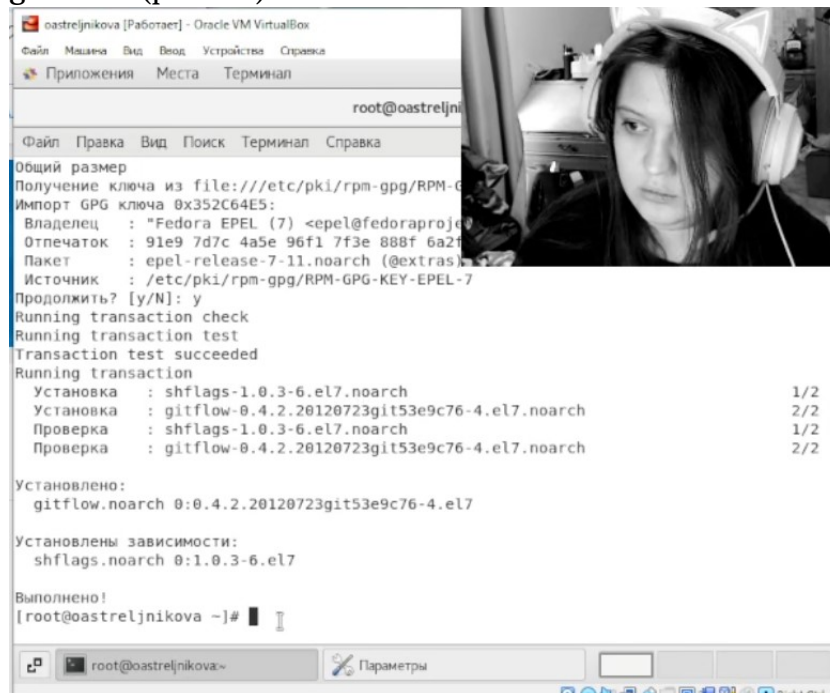 oastreljnikova [Работает] - Oracle VM VirtualBox
Файл Машина Вид Ввод Устройства Справка
Приложения Места Терминал
root@oastreljni
Файл Правка Вид Поиск Терминал Справка
Общий размер
Получение ключа из file:///etc/pki/rpm-gpg/RPM-G
Импорт GPG ключа 0x352C64E5:
Владелец : "Fedora EPEL (7) <epel@fedoraproje
Отпечаток : 91e9 7d7c 4a5e 96f1 7f3e 888f 6a2f
Пакет : epel-release-7-11.noarch (@extras)
Источник : /etc/pki/rpm-gpg/RPM-GPG-KEY-EPEL-7
Продолжить? [y/N]: y
Running transaction check
Running transaction test
Transaction test succeeded
Running transaction
Установка : shflags-1.0.3-6.el7.noarch 1/2
Установка : gitflow-0.4.2.20120723git53e9c76-4.el7.noarch 2/2
Проверка : shflags-1.0.3-6.el7.noarch 1/2
Проверка : gitflow-0.4.2.20120723git53e9c76-4.el7.noarch 2/2
Установлено:
gitflow.noarch 0:0.4.2.20120723git53e9c76-4.el7
Установлены зависимости:
shflags.noarch 0:1.0.3-6.el7
Выполнено!
[root@oastreljnikova ~]#
root@oastreljnikova:~ Параметры